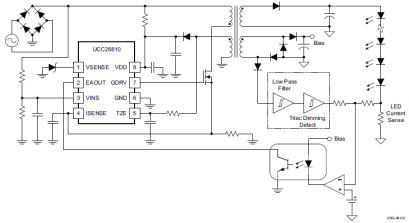 UCC28810
1 VSENSE VDD 8
2 EAOUT GDRV 7
3 VINS GND 6
4 ISENSE TZE 5
Bias
Low Pass
Filter
Triac Dimming
Detect
LED
Current
Sense
Bias